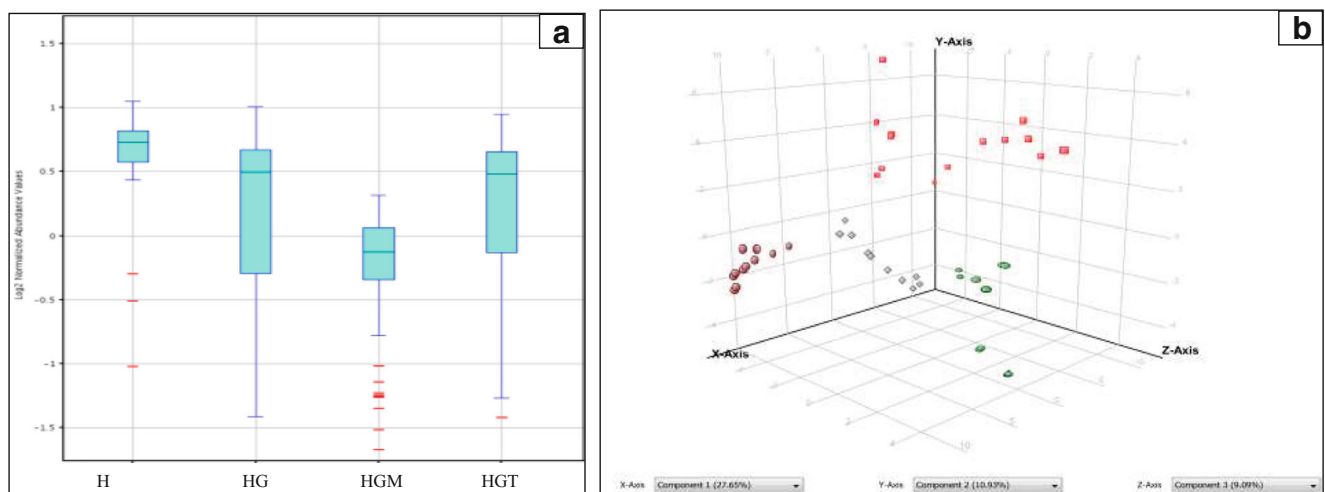 a
1.5
1
0.5
0
−0.5
−1
−1.5
Log2 Normalized Abundance Values
H HG HGM HGT
b
Y-Axis
X-Axis
Z-Axis
X-Axis Component 1 (27.65%) Y-Axis Component 2 (10.93%) Z-Axis Component 3 (9.09%)